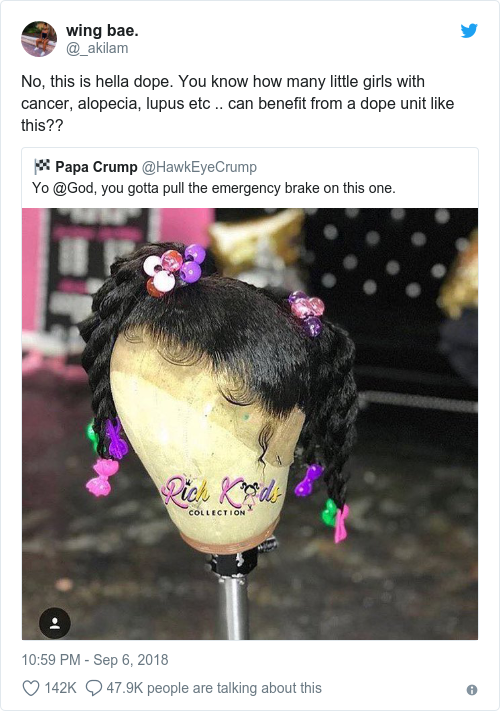 wing bae.
@_akilam
No, this is hella dope. You know how many little girls with
cancer, alopecia, lupus etc .. can benefit from a dope unit like
this??
Papa Crump @HawkEyeCrump
Yo @God, you gotta pull the emergency brake on this one.
Rich Kids
COLLECTION
10:59 PM - Sep 6, 2018
142K 47.9K people are talking about this